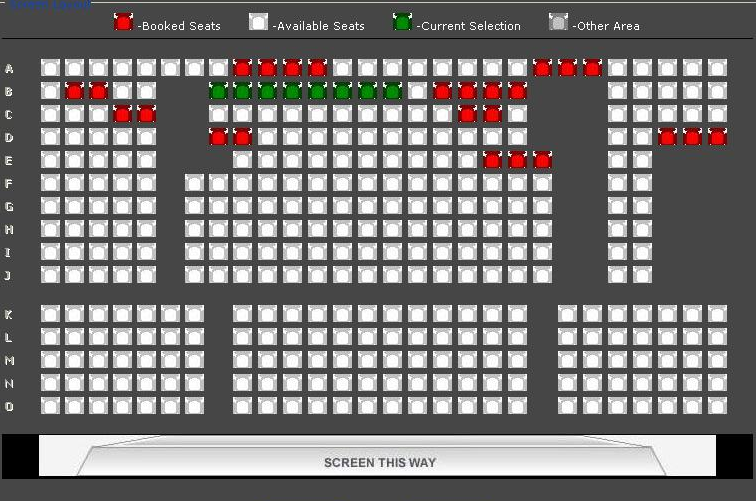 Screen Layout
-Booked Seats -Available Seats -Current Selection -Other Area
A
B
C
D
E
F
G
H
I
J
K
L
M
N
O
SCREEN THIS WAY